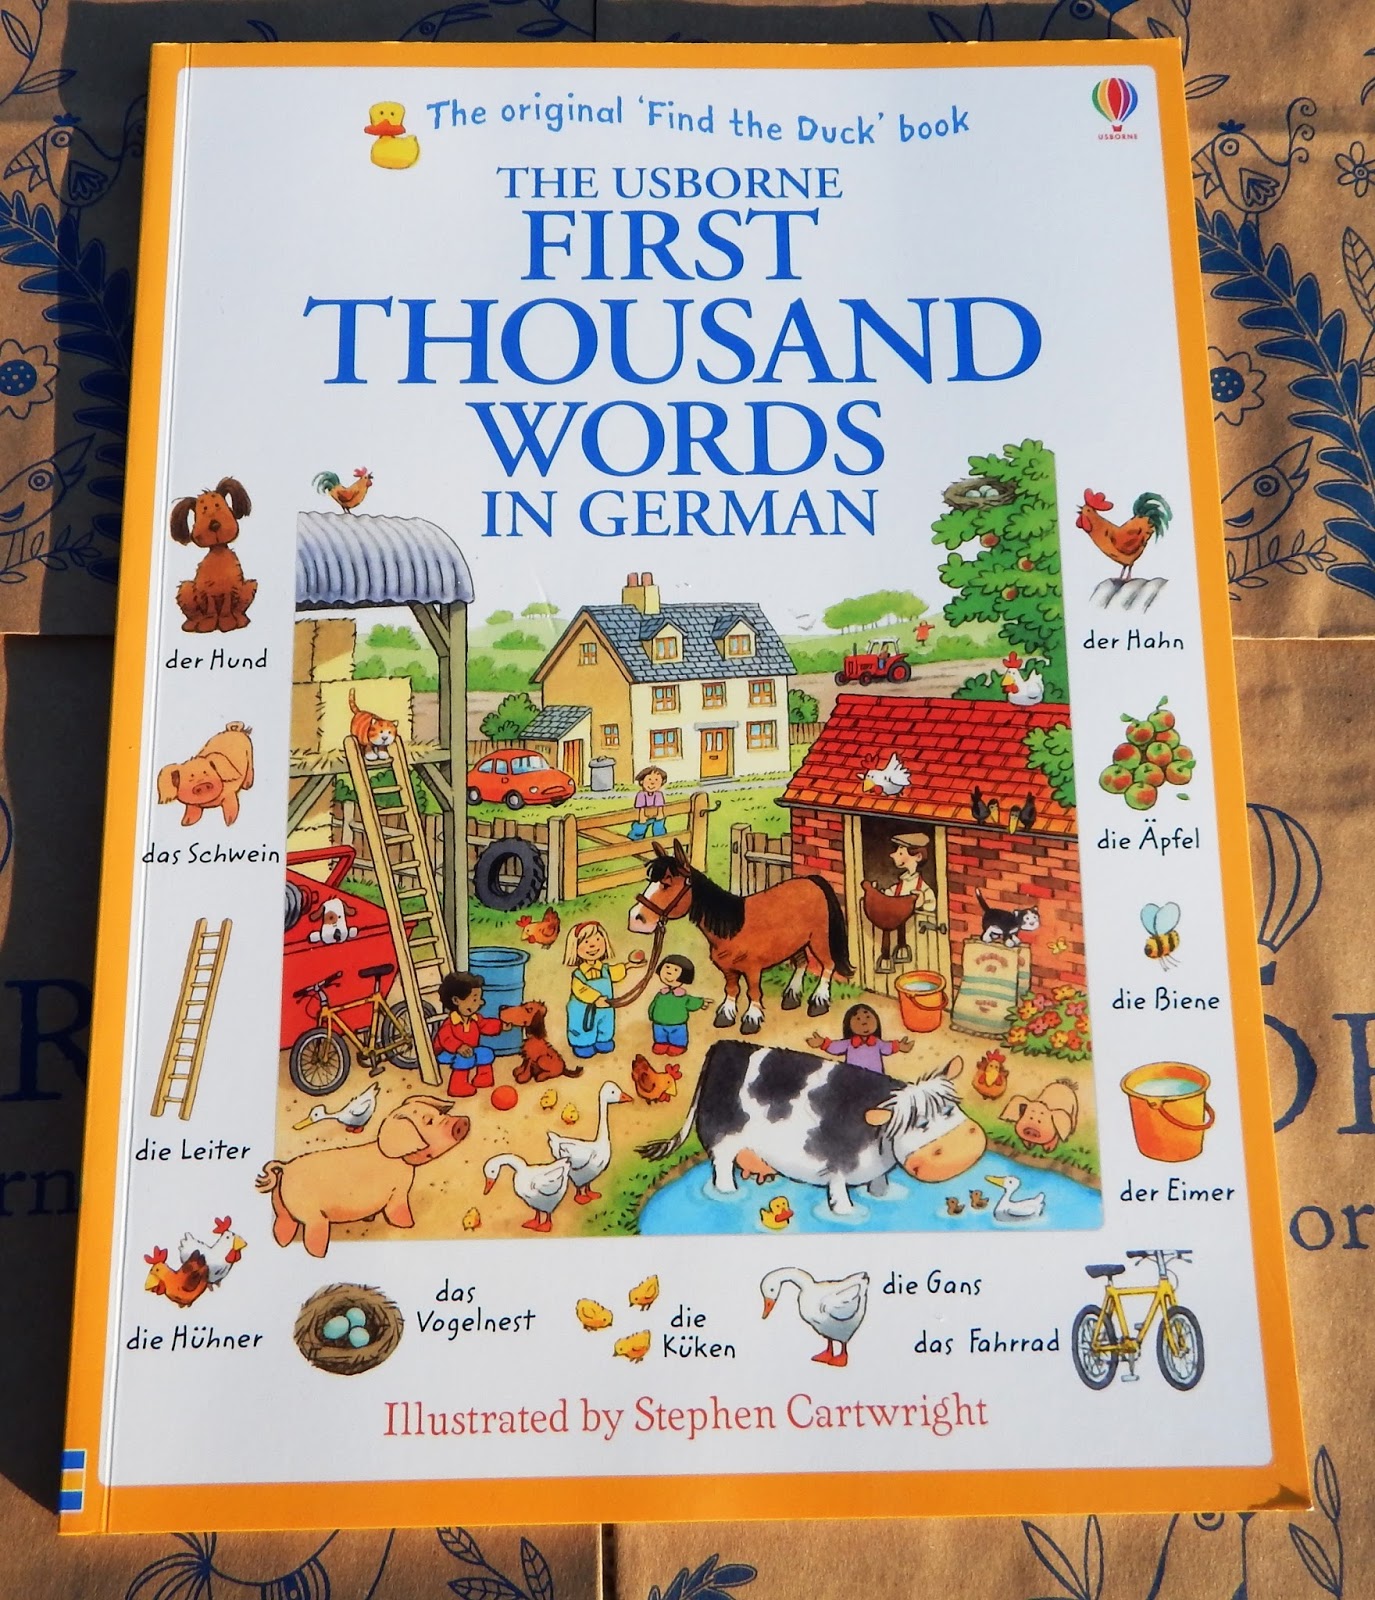 The original 'Find the Duck' book
USBORNE
THE USBORNE
FIRST
THOUSAND
WORDS
IN GERMAN
der Hund
der Hahn
das Schwein
die Äpfel
die Biene
die Leiter
der Eimer
die Hühner
das
Vogelnest
die
Küken
die Gans
das Fahrrad
Illustrated by Stephen Cartwright